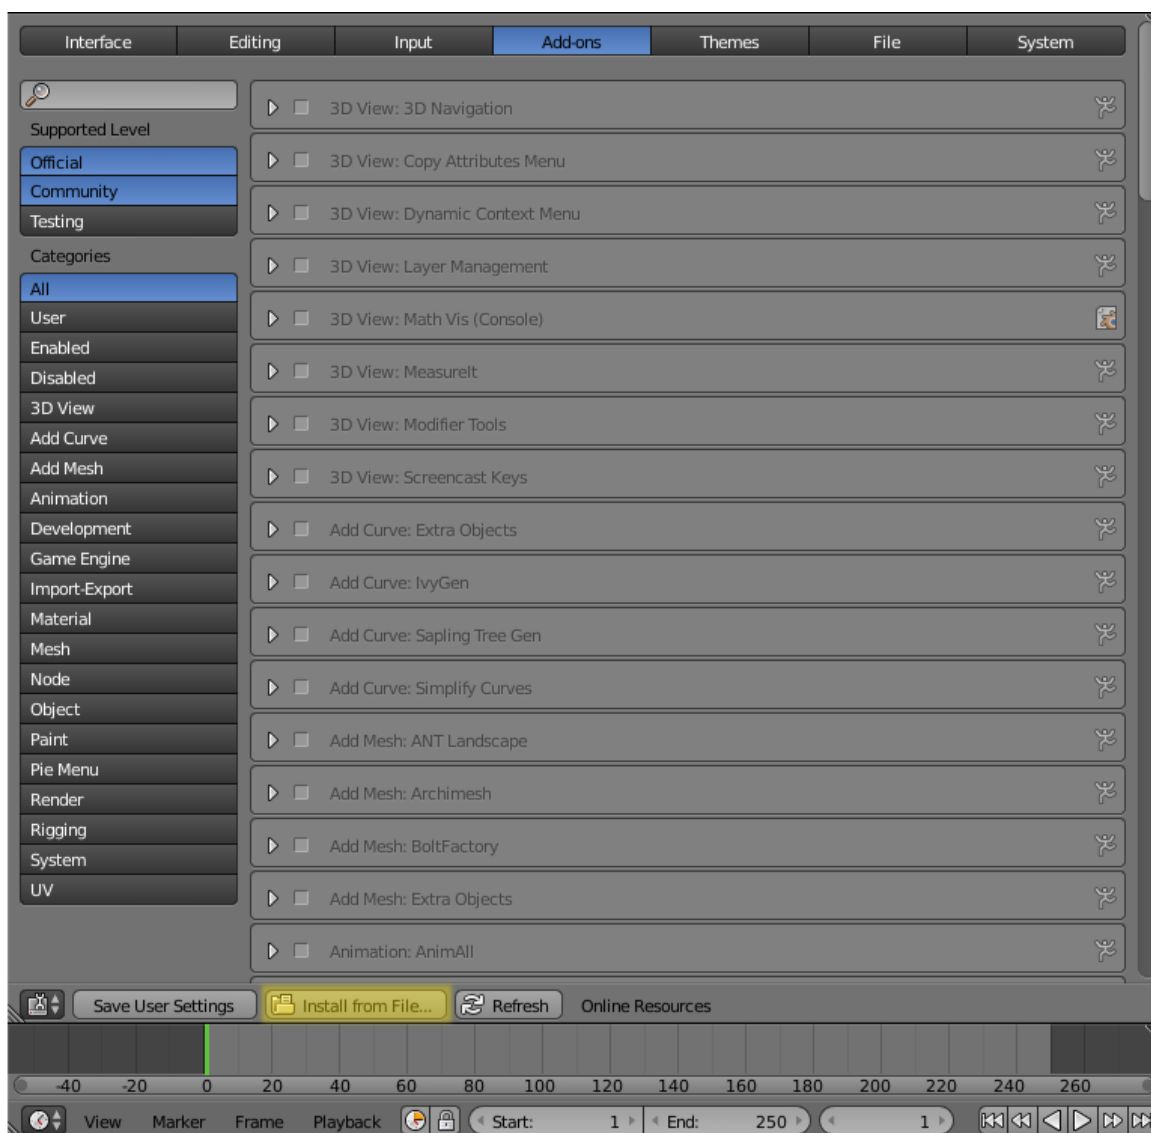 Interface Editing Input Add-ons Themes File System
Supported Level
Official
Community
Testing
Categories
All
User
Enabled
Disabled
3D View
Add Curve
Add Mesh
Animation
Development
Game Engine
Import-Export
Material
Mesh
Node
Object
Paint
Pie Menu
Render
Rigging
System
UV
3D View: 3D Navigation
3D View: Copy Attributes Menu
3D View: Dynamic Context Menu
3D View: Layer Management
3D View: Math Vis (Console)
3D View: MeasureIt
3D View: Modifier Tools
3D View: Screencast Keys
Add Curve: Extra Objects
Add Curve: IvyGen
Add Curve: Sapling Tree Gen
Add Curve: Simplify Curves
Add Mesh: ANT Landscape
Add Mesh: Archimesh
Add Mesh: BoltFactory
Add Mesh: Extra Objects
Animation: AnimAll
Save User Settings Install from File... Refresh Online Resources
-40 -20 0 20 40 60 80 100 120 140 160 180 200 220 240 260
View Marker Frame Playback Start: 1 End: 250 1